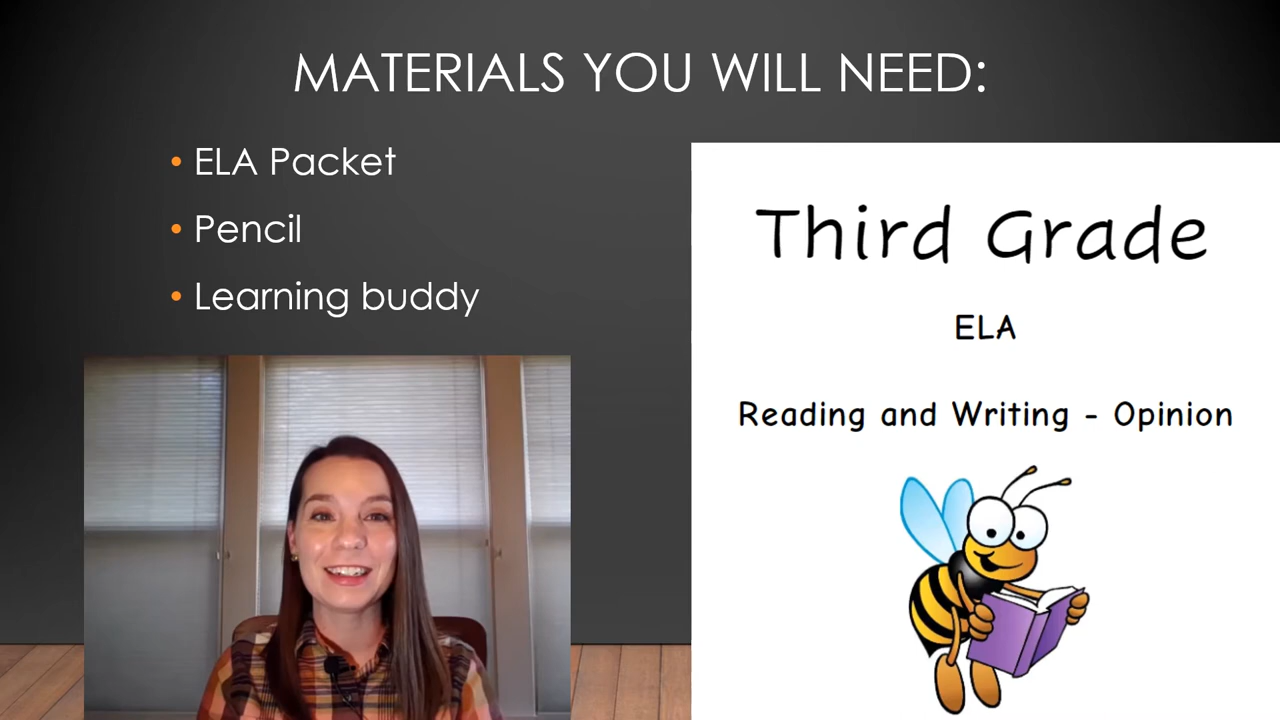 MATERIALS YOU WILL NEED:
• ELA Packet
• Pencil
• Learning buddy
Third Grade
ELA
Reading and Writing - Opinion